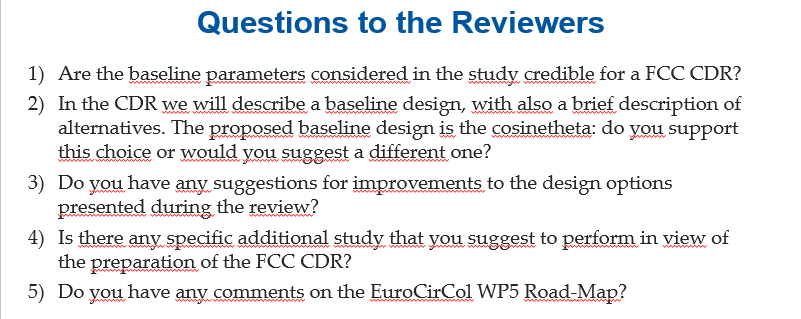 Questions to the Reviewers
1) Are the baseline parameters considered in the study credible for a FCC CDR?
2) In the CDR we will describe a baseline design, with also a brief description of
alternatives. The proposed baseline design is the cosinetheta: do you support
this choice or would you suggest a different one?
3) Do you have any suggestions for improvements to the design options
presented during the review?
4) Is there any specific additional study that you suggest to perform in view of
the preparation of the FCC CDR?
5) Do you have any comments on the EuroCirCol WP5 Road-Map?